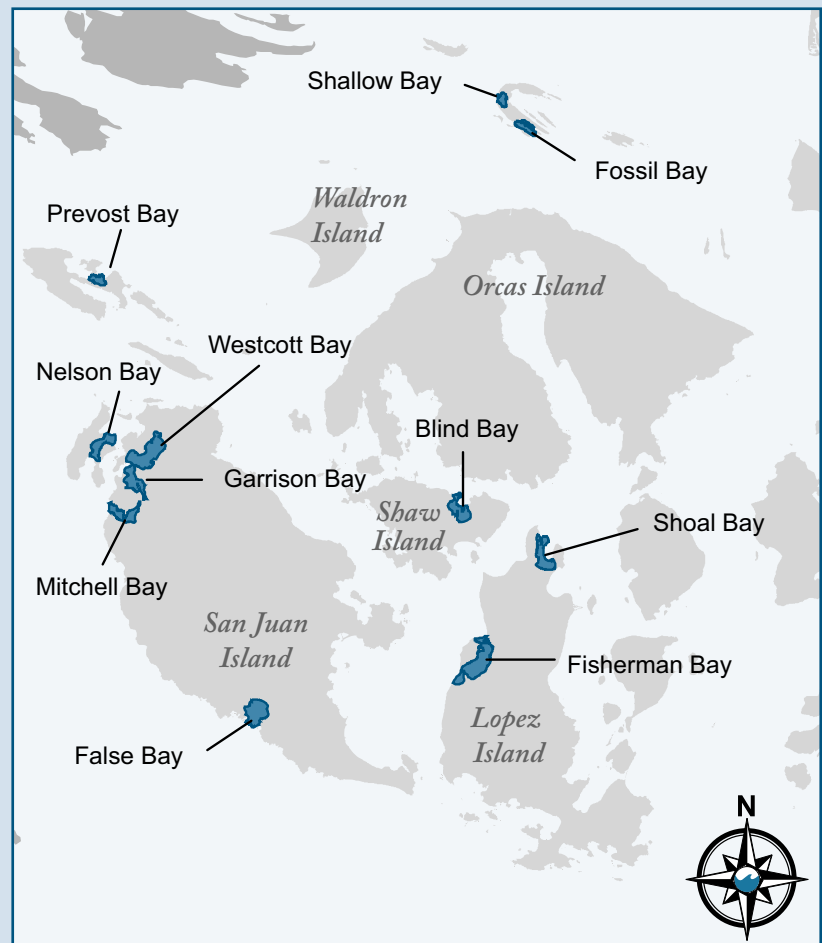 Shallow Bay
Fossil Bay
Waldron
Island
Prevost Bay
Orcas Island
Westcott Bay
Nelson Bay
Blind Bay
Garrison Bay
Shaw
Island
Shoal Bay
Mitchell Bay
San Juan
Island
Fisherman Bay
Lopez
Island
False Bay
N